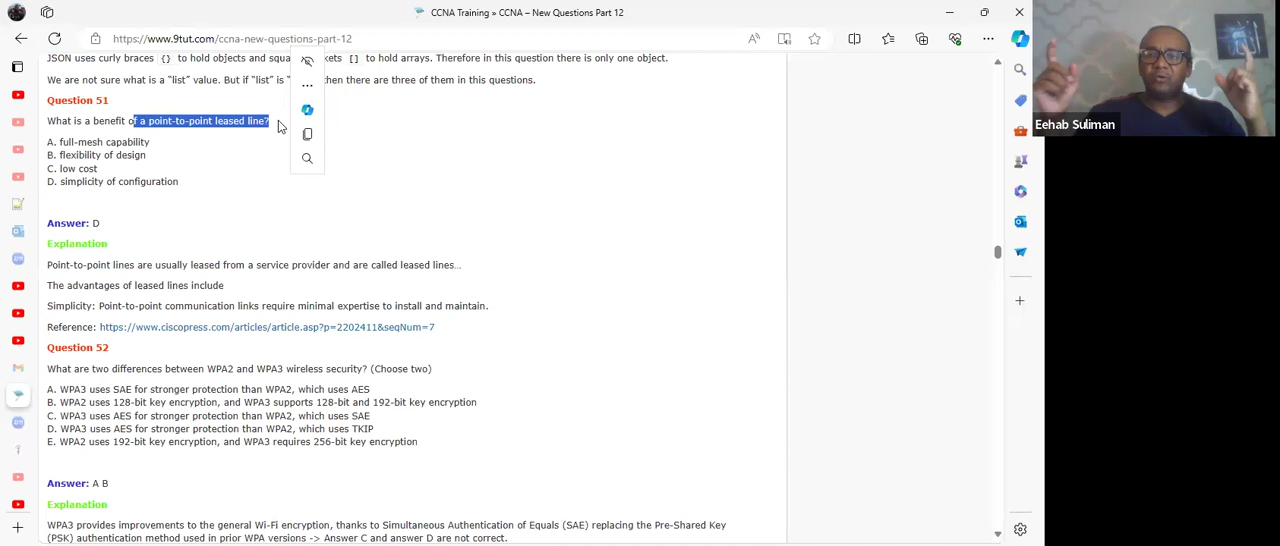 CCNA Training » CCNA – New Questions Part 12
https://www.9tut.com/ccna-new-questions-part-12
JSON uses curly braces {} to hold objects and squa kets [] to hold arrays. Therefore in this question there is only one object.
We are not sure what is a “list” value. But if “list” is “ then there are three of them in this questions.
Question 51
What is a benefit of a point-to-point leased line?
A. full-mesh capability
B. flexibility of design
C. low cost
D. simplicity of configuration
Answer: D
Explanation
Point-to-point lines are usually leased from a service provider and are called leased lines…
The advantages of leased lines include
Simplicity: Point-to-point communication links require minimal expertise to install and maintain.
Reference: https://www.ciscopress.com/articles/article.asp?p=2202411&seqNum=7
Question 52
What are two differences between WPA2 and WPA3 wireless security? (Choose two)
A. WPA3 uses SAE for stronger protection than WPA2, which uses AES
B. WPA2 uses 128-bit key encryption, and WPA3 supports 128-bit and 192-bit key encryption
C. WPA3 uses AES for stronger protection than WPA2, which uses SAE
D. WPA3 uses AES for stronger protection than WPA2, which uses TKIP
E. WPA2 uses 192-bit key encryption, and WPA3 requires 256-bit key encryption
Answer: A B
Explanation
WPA3 provides improvements to the general Wi-Fi encryption, thanks to Simultaneous Authentication of Equals (SAE) replacing the Pre-Shared Key
(PSK) authentication method used in prior WPA versions -> Answer C and answer D are not correct.
Eehab Suliman